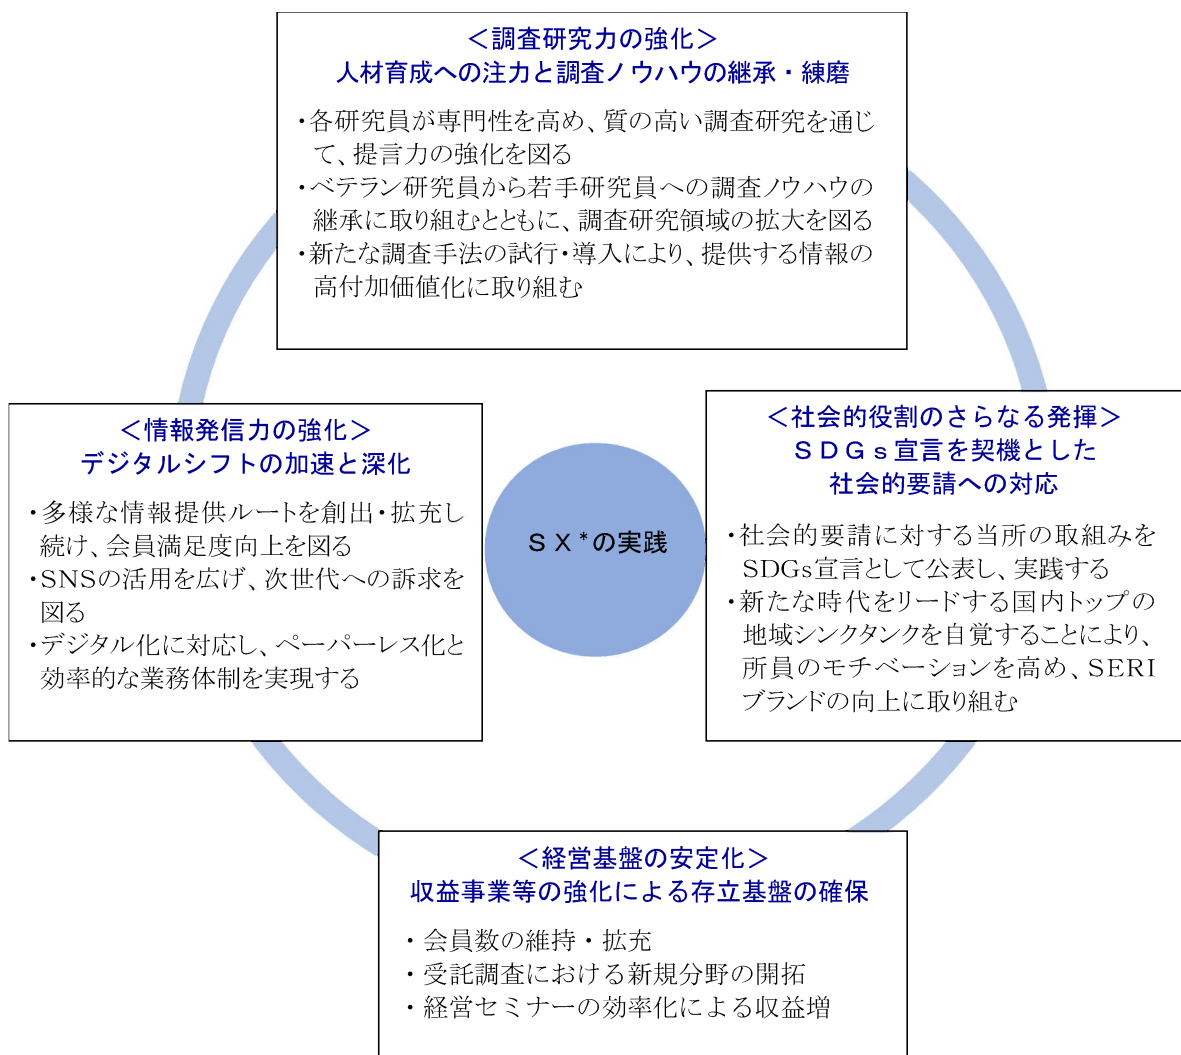 ＜調査研究力の強化＞
人材育成への注力と調査ノウハウの継承・練磨
・各研究員が専門性を高め、質の高い調査研究を通じ
て、提言力の強化を図る
・ベテラン研究員から若手研究員への調査ノウハウの
継承に取り組むとともに、調査研究領域の拡大を図る
・新たな調査手法の試行・導入により、提供する情報の
高付加価値化に取り組む
＜情報発信力の強化＞
デジタルシフトの加速と深化
・多様な情報提供ルートを創出・拡充し
続け、会員満足度向上を図る
・SNSの活用を広げ、次世代への訴求を
図る
・デジタル化に対応し、ペーパーレス化と
効率的な業務体制を実現する
ＳＸ*の実践
＜社会的役割のさらなる発揮＞
ＳＤＧｓ宣言を契機とした
社会的要請への対応
・社会的要請に対する当所の取組みを
SDGs宣言として公表し、実践する
・新たな時代をリードする国内トップの
地域シンクタンクを自覚することにより、
所員のモチベーションを高め、SERI
ブランドの向上に取り組む
＜経営基盤の安定化＞
収益事業等の強化による存立基盤の確保
・会員数の維持・拡充
・受託調査における新規分野の開拓
・経営セミナーの効率化による収益増